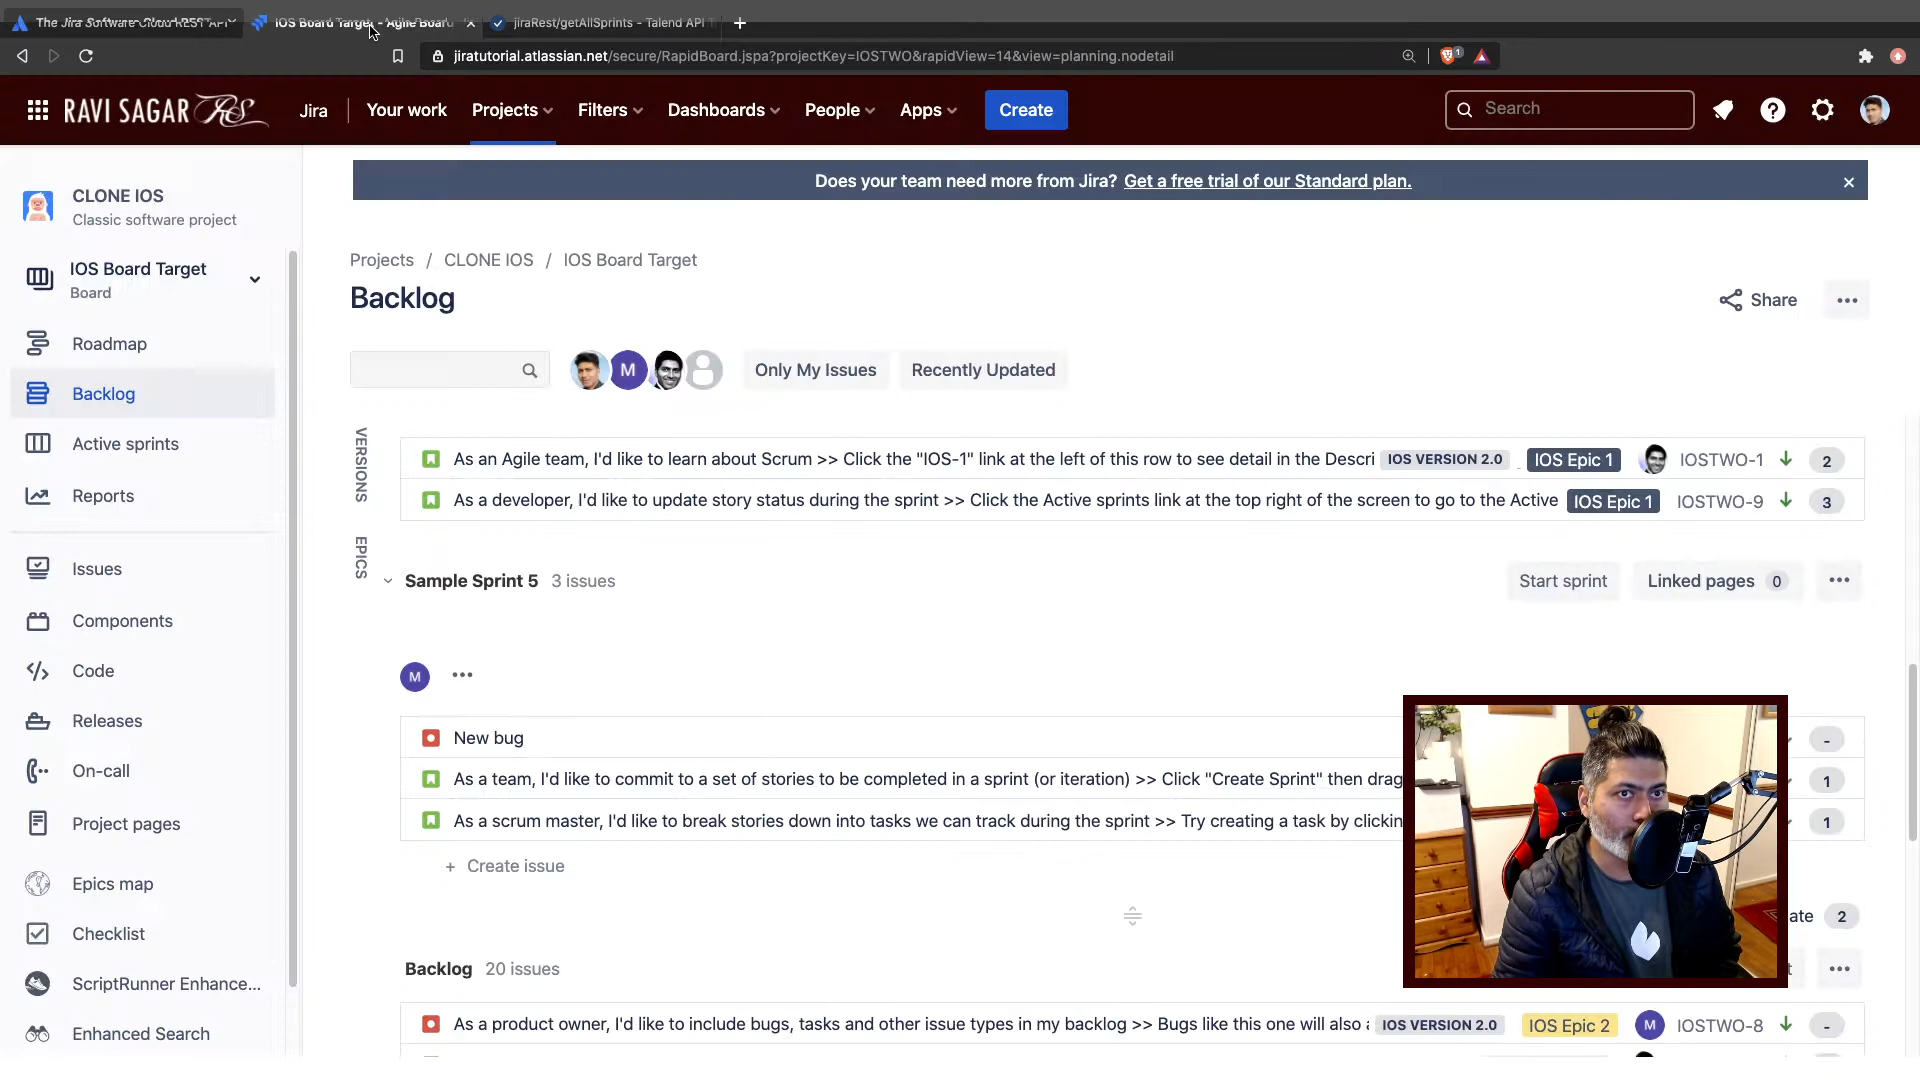 The Jira Software Cloud REST API
IOS Board Target - Agile Board
jiraRest/getAllSprints - Talend API T
jiratutorial.atlassian.net/secure/RapidBoard.jspa?projectKey=IOSTWO&rapidView=14&view=planning.nodetail
1
RAVI SAGAR RS
Jira
Your work
Projects
Filters
Dashboards
People
Apps
Create
Search
CLONE IOS
Classic software project
IOS Board Target
Board
Roadmap
Backlog
Active sprints
Reports
Issues
Components
Code
Releases
On-call
Project pages
Epics map
Checklist
ScriptRunner Enhance...
Enhanced Search
Does your team need more from Jira? Get a free trial of our Standard plan.
Projects / CLONE IOS / IOS Board Target
Backlog
Share
M
Only My Issues
Recently Updated
VERSIONS
EPICS
As an Agile team, I'd like to learn about Scrum >> Click the "IOS-1" link at the left of this row to see detail in the Descri IOS VERSION 2.0 IOS Epic 1 IOSTWO-1 2
As a developer, I'd like to update story status during the sprint >> Click the Active sprints link at the top right of the screen to go to the Active IOS Epic 1 IOSTWO-9 3
Sample Sprint 5 3 issues
Start sprint
Linked pages 0
M
New bug -
As a team, I'd like to commit to a set of stories to be completed in a sprint (or iteration) >> Click "Create Sprint" then drag 1
As a scrum master, I'd like to break stories down into tasks we can track during the sprint >> Try creating a task by clickin 1
+ Create issue
ate 2
Backlog 20 issues
As a product owner, I'd like to include bugs, tasks and other issue types in my backlog >> Bugs like this one will also IOS VERSION 2.0 IOS Epic 2 M IOSTWO-8 -